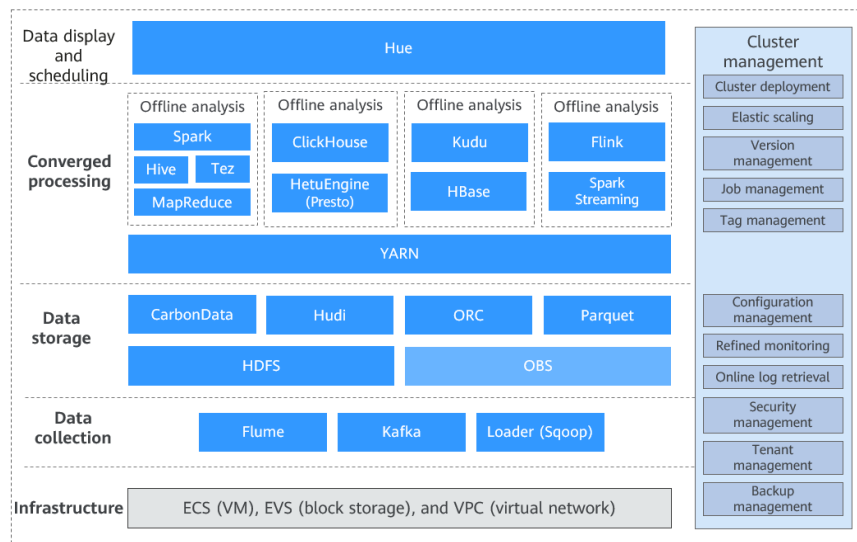 Data display
and
scheduling
Hue
Converged
processing
Offline analysis
Spark
Hive
Tez
MapReduce
Offline analysis
ClickHouse
HetuEngine
(Presto)
Offline analysis
Kudu
HBase
Offline analysis
Flink
Spark
Streaming
YARN
Data
storage
CarbonData
Hudi
ORC
Parquet
HDFS
OBS
Data
collection
Flume
Kafka
Loader (Sqoop)
Infrastructure
ECS (VM), EVS (block storage), and VPC (virtual network)
Cluster
management
Cluster deployment
Elastic scaling
Version
management
Job management
Tag management
Configuration
management
Refined monitoring
Online log retrieval
Security
management
Tenant
management
Backup
management